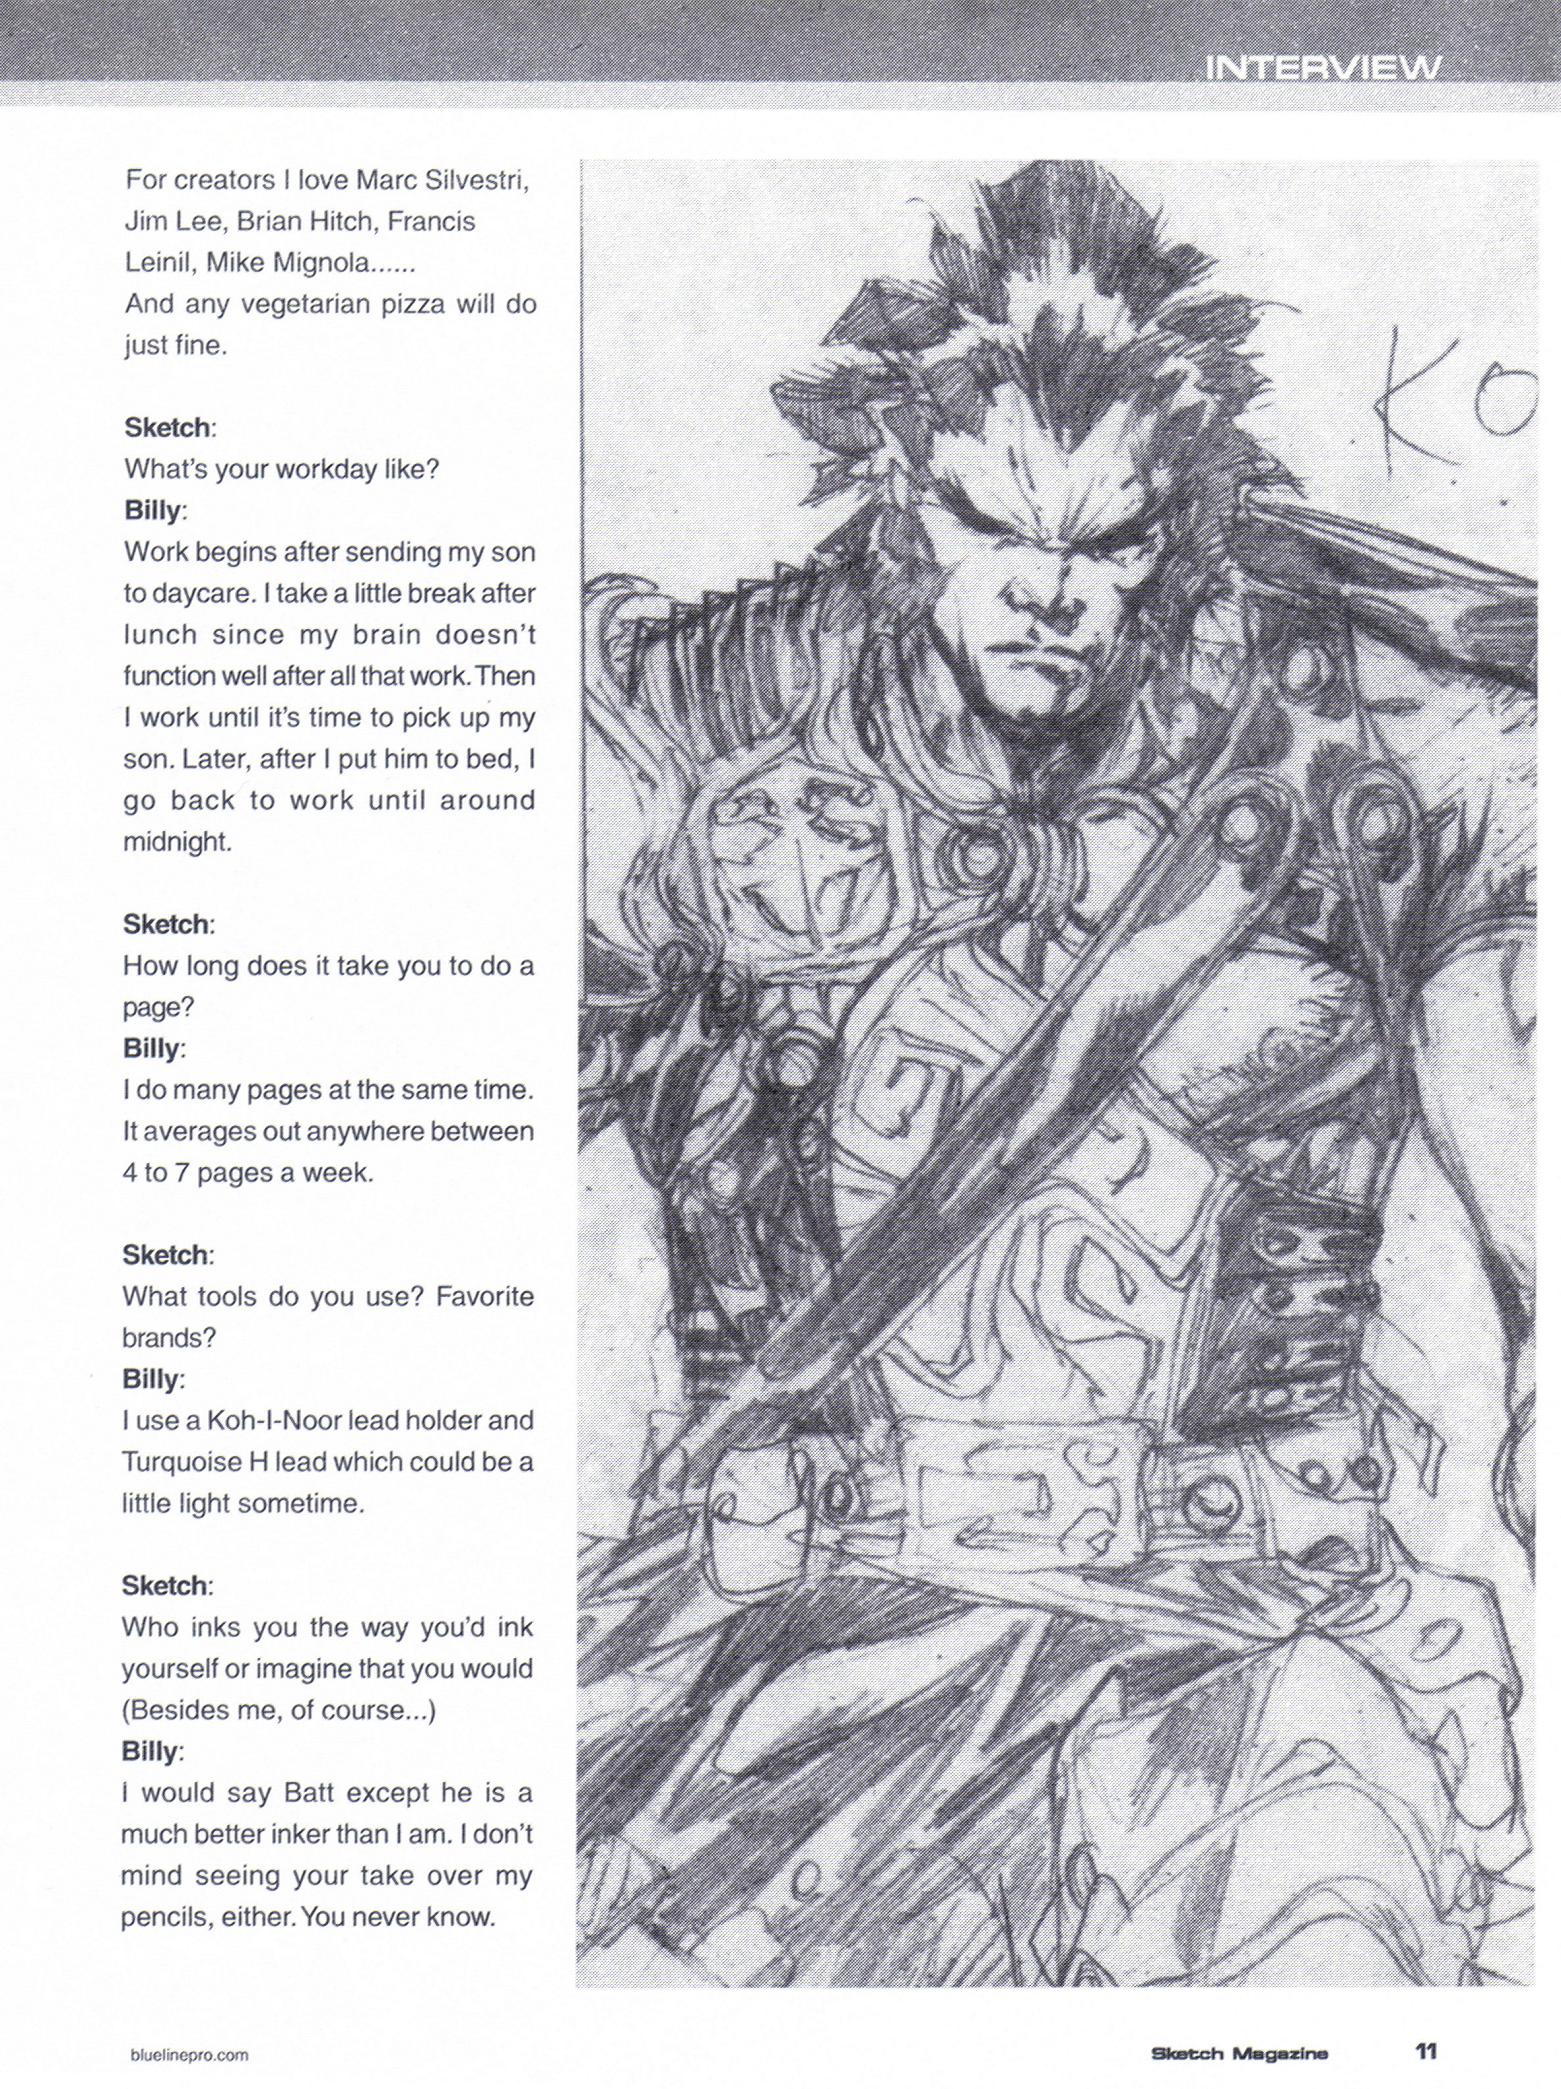 INTERVIEW
For creators I love Marc Silvestri,
Jim Lee, Brian Hitch, Francis
Leinil, Mike Mignola......
And any vegetarian pizza will do
just fine.
Sketch:
What's your workday like?
Billy:
Work begins after sending my son
to daycare. I take a little break after
lunch since my brain doesn't
function well after all that work. Then
I work until it's time to pick up my
son. Later, after I put him to bed, I
go back to work until around
midnight.
Sketch:
How long does it take you to do a
page?
Billy:
I do many pages at the same time.
It averages out anywhere between
4 to 7 pages a week.
Sketch:
What tools do you use? Favorite
brands?
Billy:
I use a Koh-I-Noor lead holder and
Turquoise H lead which could be a
little light sometime.
Sketch:
Who inks you the way you'd ink
yourself or imagine that you would
(Besides me, of course...)
Billy:
I would say Batt except he is a
much better inker than I am. I don't
mind seeing your take over my
pencils, either. You never know.
Ko
bluelinepro.com
Sketch Magazine 11